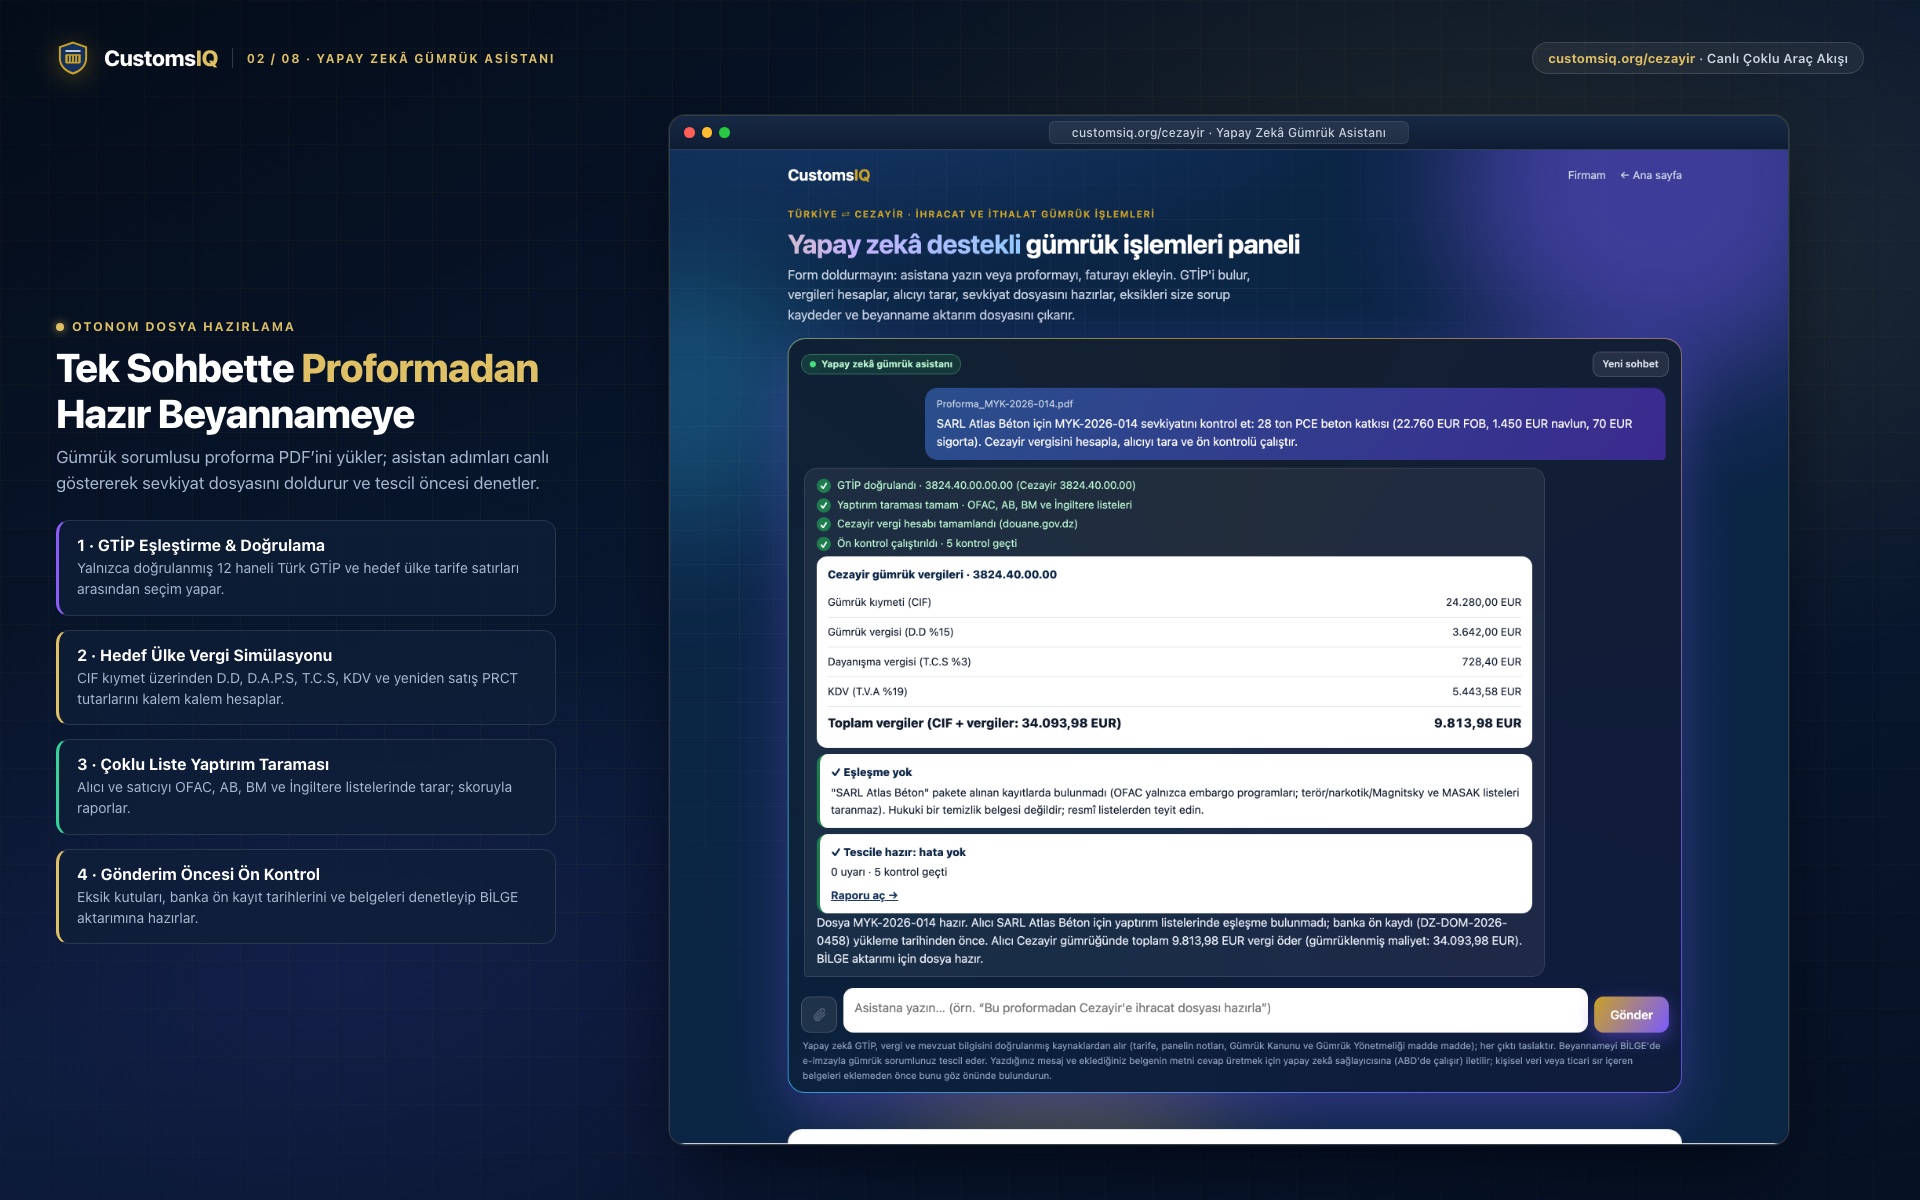 CustomsIQ
02 / 08 · YAPAY ZEKÂ GÜMRÜK ASİSTANI
customsiq.org/cezayir · Canlı Çoklu Araç Akışı
OTONOM DOSYA HAZIRLAMA
Tek Sohbette Proformadan
Hazır Beyannameye
Gümrük sorumlusu proforma PDF’ini yükler; asistan adımları canlı
göstererek sevkiyat dosyasını doldurur ve tescil öncesi denetler.
1 · GTİP Eşleştirme & Doğrulama
Yalnızca doğrulanmış 12 haneli Türk GTİP ve hedef ülke tarife satırları
arasından seçim yapar.
2 · Hedef Ülke Vergi Simülasyonu
CIF kıymet üzerinden D.D, D.A.P.S, T.C.S, KDV ve yeniden satış PRCT
tutarlarını kalem kalem hesaplar.
3 · Çoklu Liste Yaptırım Taraması
Alıcı ve satıcıyı OFAC, AB, BM ve İngiltere listelerinde tarar; skoruyla
raporlar.
4 · Gönderim Öncesi Ön Kontrol
Eksik kutuları, banka ön kayıt tarihlerini ve belgeleri denetleyip BİLGE
aktarımına hazırlar.
customsiq.org/cezayir · Yapay Zekâ Gümrük Asistanı
CustomsIQ
Firmam ← Ana sayfa
TÜRKİYE ⇄ CEZAYİR · İHRACAT VE İTHALAT GÜMRÜK İŞLEMLERİ
Yapay zekâ destekli gümrük işlemleri paneli
Form doldurmayın: asistana yazın veya proformayı, faturayı ekleyin. GTİP'i bulur,
vergileri hesaplar, alıcıyı tarar, sevkiyat dosyasını hazırlar, eksikleri size sorup
kaydeder ve beyanname aktarım dosyasını çıkarır.
Yapay zekâ gümrük asistanı
Yeni sohbet
Proforma_MYK-2026-014.pdf
SARL Atlas Béton için MYK-2026-014 sevkiyatını kontrol et: 28 ton PCE beton katkısı (22.760 EUR FOB, 1.450 EUR navlun, 70 EUR
sigorta). Cezayir vergisini hesapla, alıcıyı tara ve ön kontrolü çalıştır.
GTİP doğrulandı · 3824.40.00.00.00 (Cezayir 3824.40.00.00)
Yaptırım taraması tamam · OFAC, AB, BM ve İngiltere listeleri
Cezayir vergi hesabı tamamlandı (douane.gov.dz)
Ön kontrol çalıştırıldı · 5 kontrol geçti
Cezayir gümrük vergileri · 3824.40.00.00
Gümrük kıymeti (CIF) 24.280,00 EUR
Gümrük vergisi (D.D %15) 3.642,00 EUR
Dayanışma vergisi (T.C.S %3) 728,40 EUR
KDV (T.V.A %19) 5.443,58 EUR
Toplam vergiler (CIF + vergiler: 34.093,98 EUR) 9.813,98 EUR
✓ Eşleşme yok
"SARL Atlas Béton" pakete alınan kayıtlarda bulunmadı (OFAC yalnızca embargo programları; terör/narkotik/Magnitsky ve MASAK listeleri
taranmaz). Hukuki bir temizlik belgesi değildir; resmî listelerden teyit edin.
✓ Tescile hazır: hata yok
0 uyarı · 5 kontrol geçti
Raporu aç →
Dosya MYK-2026-014 hazır. Alıcı SARL Atlas Béton için yaptırım listelerinde eşleşme bulunmadı; banka ön kaydı (DZ-DOM-2026-
0458) yükleme tarihinden önce. Alıcı Cezayir gümrüğünde toplam 9.813,98 EUR vergi öder (gümrüklenmiş maliyet: 34.093,98 EUR).
BİLGE aktarımı için dosya hazır.
Asistana yazın... (örn. “Bu proformadan Cezayir'e ihracat dosyası hazırla”)
Gönder
Yapay zekâ GTİP, vergi ve mevzuat bilgisini doğrulanmış kaynaklardan alır (tarife, panelin notları, Gümrük Kanunu ve Gümrük Yönetmeliği madde madde); her çıktı taslaktır. Beyannameyi BİLGE'de
e-imzayla gümrük sorumlunuz tescil eder. Yazdığınız mesaj ve eklediğiniz belgenin metni cevap üretmek için yapay zekâ sağlayıcısına (ABD'de çalışır) iletilir; kişisel veri veya ticari sır içeren
belgeleri eklemeden önce bunu göz önünde bulundurun.